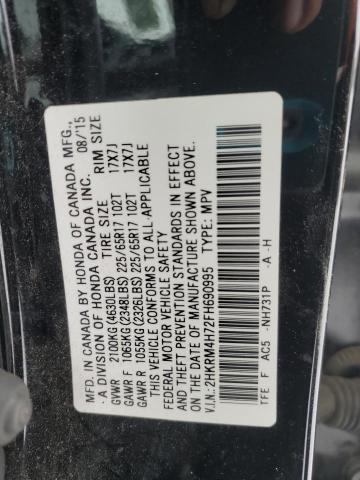 MFD. IN CANADA BY HONDA OF CANADA MFG.,
A DIVISION OF HONDA CANADA INC. 08/'15
TIRE SIZE RIM SIZE
GVWR 2100KG(4630LBS)
GAWR F 1065KG(2348LBS) 225/65R17 102T 17X7J
GAWR R 1055KG(2326LBS) 225/65R17 102T 17X7J
THIS VEHICLE CONFORMS TO ALL APPLICABLE
FEDERAL MOTOR VEHICLE SAFETY
AND THEFT PREVENTION STANDARDS IN EFFECT
ON THE DATE OF MANUFACTURE SHOWN ABOVE.
V.I.N.: 2HKRM4H72FH690995 TYPE: MPV
TFE F AC5 -NH731P -A -H